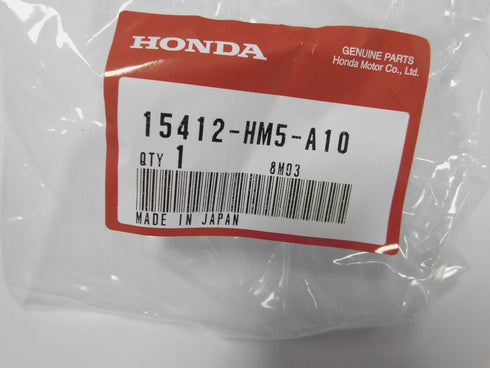 HONDA
GENUINE PARTS
Honda Motor Co., Ltd.
15412-HM5-A10
QTY 1
8M03
MADE IN JAPAN